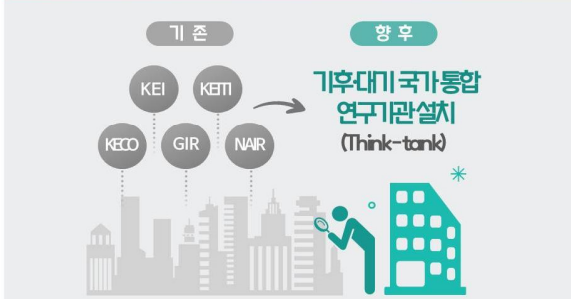 기 존
향 후
KEI
KEITI
KECO
GIR
NAIR
기후·대기 국가 통합
연구기관 설치
(Think-tank)